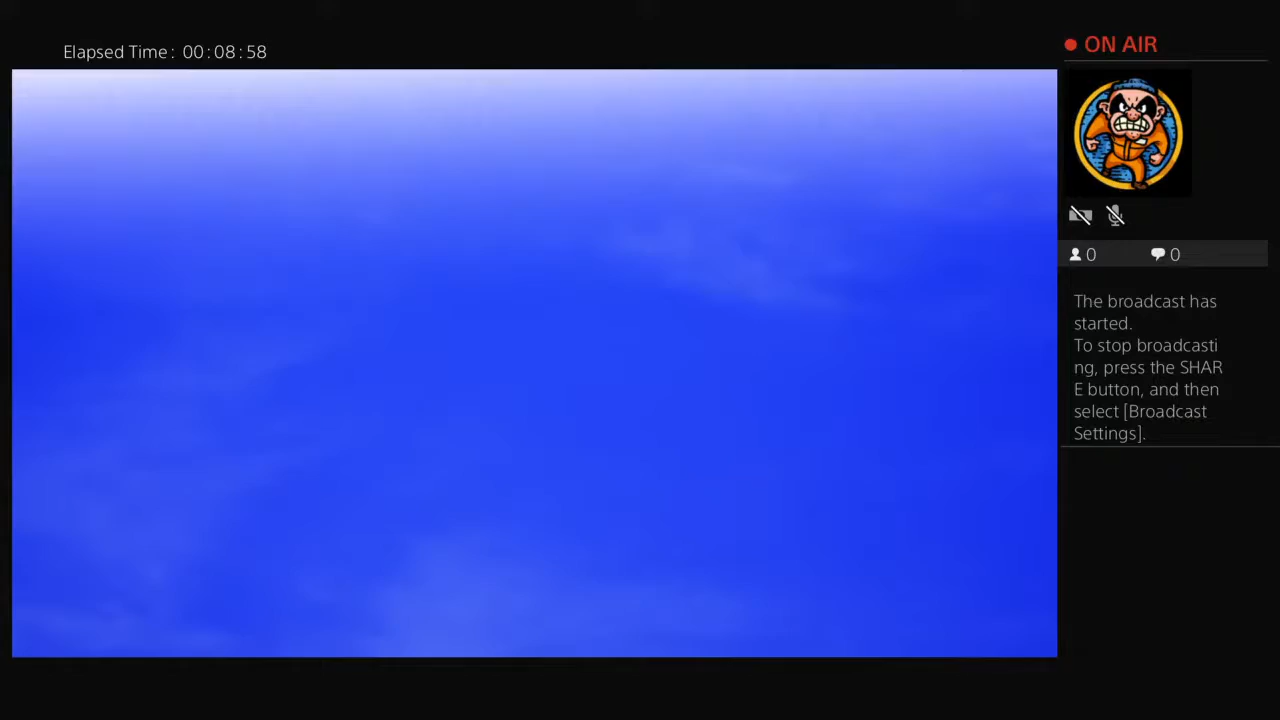 Elapsed Time: 00:08:58
ON AIR
0 0
The broadcast has
started.
To stop broadcasti
ng, press the SHAR
E button, and then
select [Broadcast
Settings].